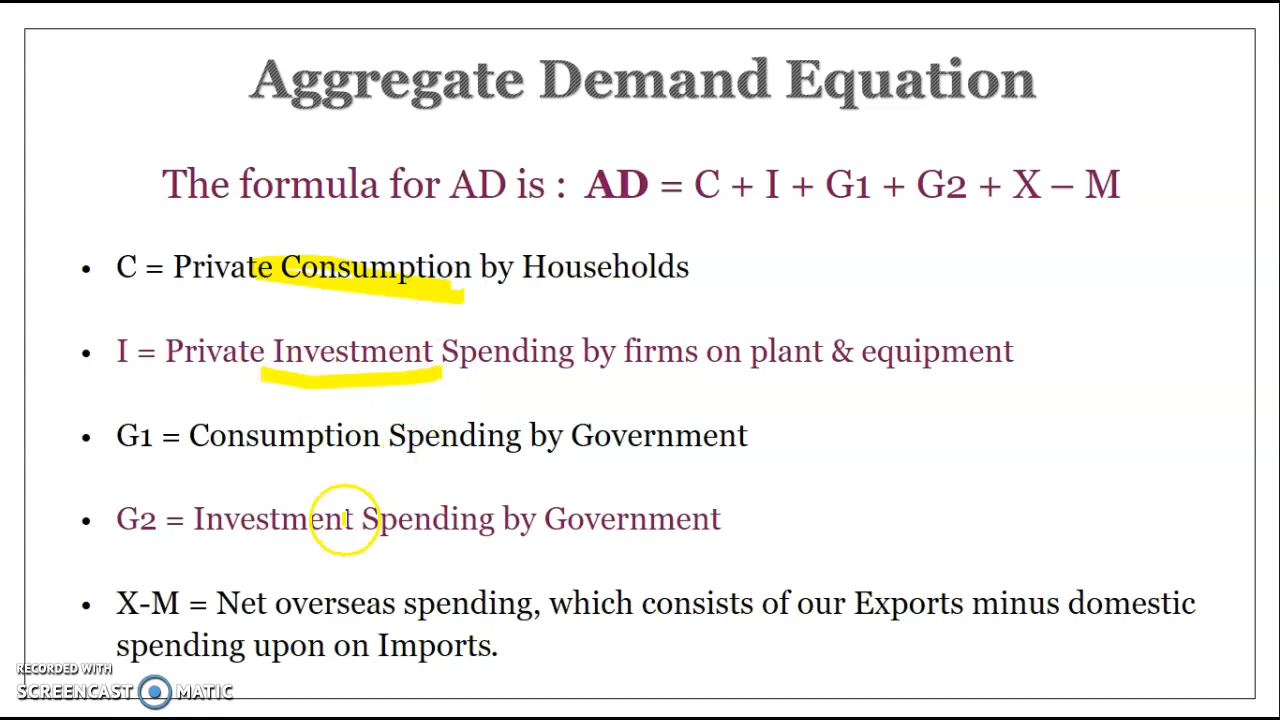 Aggregate Demand Equation
The formula for AD is : AD = C + I + G1 + G2 + X – M
• C = Private Consumption by Households
• I = Private Investment Spending by firms on plant & equipment
• G1 = Consumption Spending by Government
• G2 = Investment Spending by Government
• X-M = Net overseas spending, which consists of our Exports minus domestic
spending upon on Imports.
RECORDED WITH
SCREENCAST MATIC